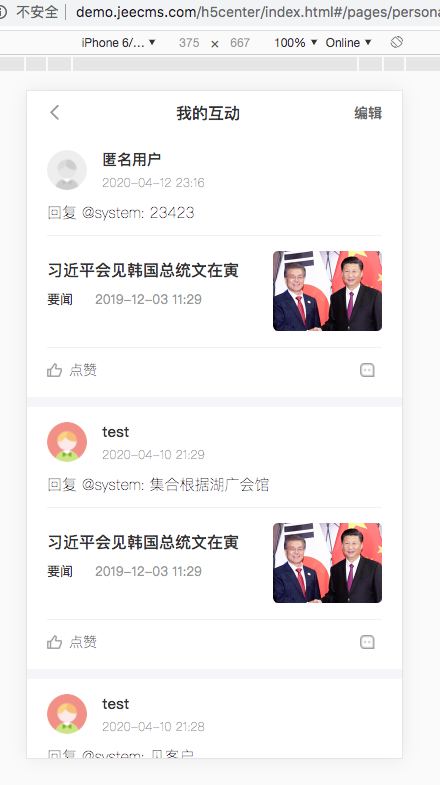 不安全 | demo.jeecms.com/h5center/index.html#/pages/persona
iPhone 6/... ▼ 375 × 667 100% ▼ Online ▼
我的互动 编辑
匿名用户
2020-04-12 23:16
回复 @system: 23423
习近平会见韩国总统文在寅
要闻 2019-12-03 11:29
点赞
test
2020-04-10 21:29
回复 @system: 集合根据湖广会馆
习近平会见韩国总统文在寅
要闻 2019-12-03 11:29
点赞
test
2020-04-10 21:28
回复 @system: 见客户